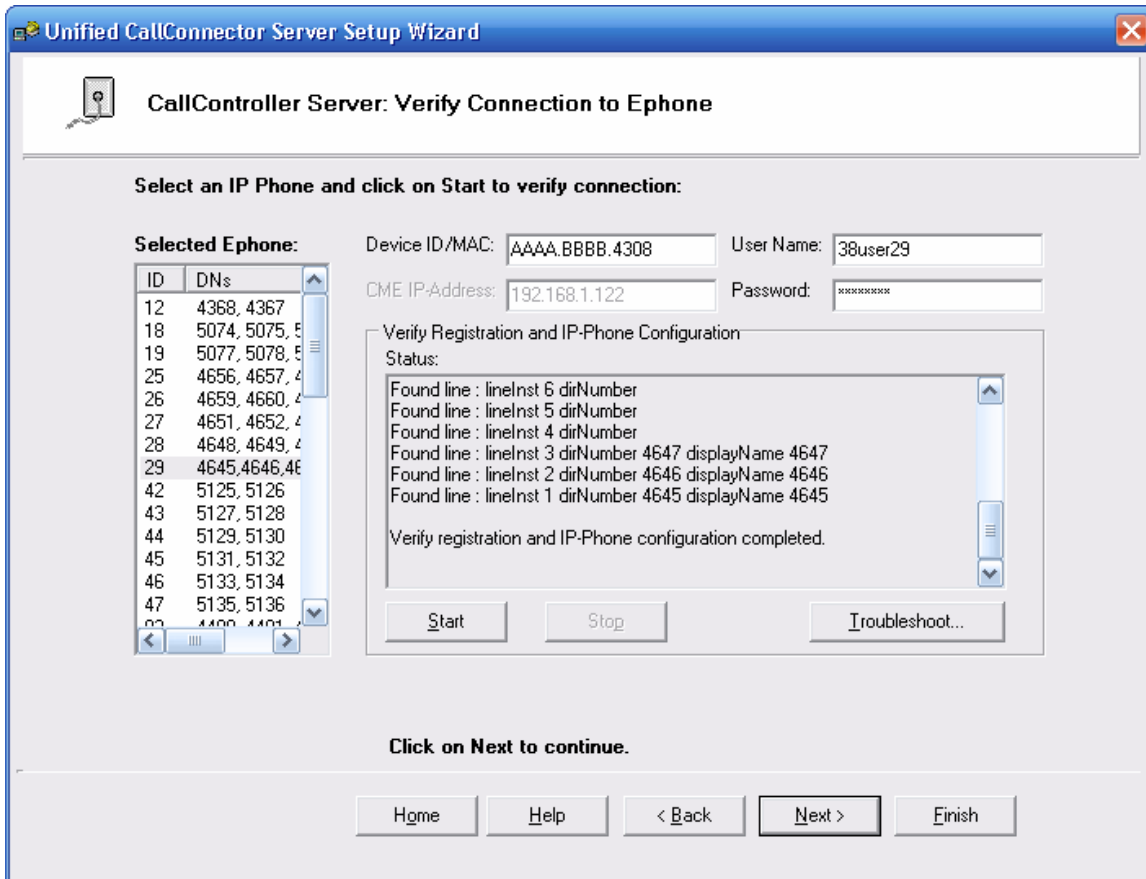 Unified CallConnector Server Setup Wizard
CallController Server: Verify Connection to Ephone
Select an IP Phone and click on Start to verify connection:
Selected Ephone:
ID DNs
12 4368, 4367
18 5074, 5075, 5
19 5077, 5078, 5
25 4656, 4657, 4
26 4659, 4660, 4
27 4651, 4652, 4
28 4648, 4649, 4
29 4645,4646,46
42 5125, 5126
43 5127, 5128
44 5129, 5130
45 5131, 5132
46 5133, 5134
47 5135, 5136
Device ID/MAC: AAAA.BBBB.4308
User Name: 38user29
CME IP-Address: 192.168.1.122
Password: ××××××××
Verify Registration and IP-Phone Configuration
Status:
Found line : lineInst 6 dirNumber
Found line : lineInst 5 dirNumber
Found line : lineInst 4 dirNumber
Found line : lineInst 3 dirNumber 4647 displayName 4647
Found line : lineInst 2 dirNumber 4646 displayName 4646
Found line : lineInst 1 dirNumber 4645 displayName 4645
Verify registration and IP-Phone configuration completed.
Start Stop Troubleshoot...
Click on Next to continue.
Home Help < Back Next > Finish